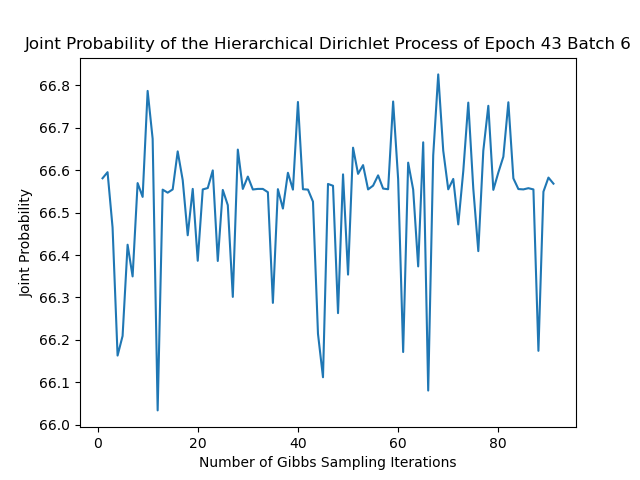 Joint Probability of the Hierarchical Dirichlet Process of Epoch 43 Batch 6
66.8
66.7
66.6
66.5
66.4
66.3
66.2
66.1
66.0
Joint Probability
0 20 40 60 80
Number of Gibbs Sampling Iterations